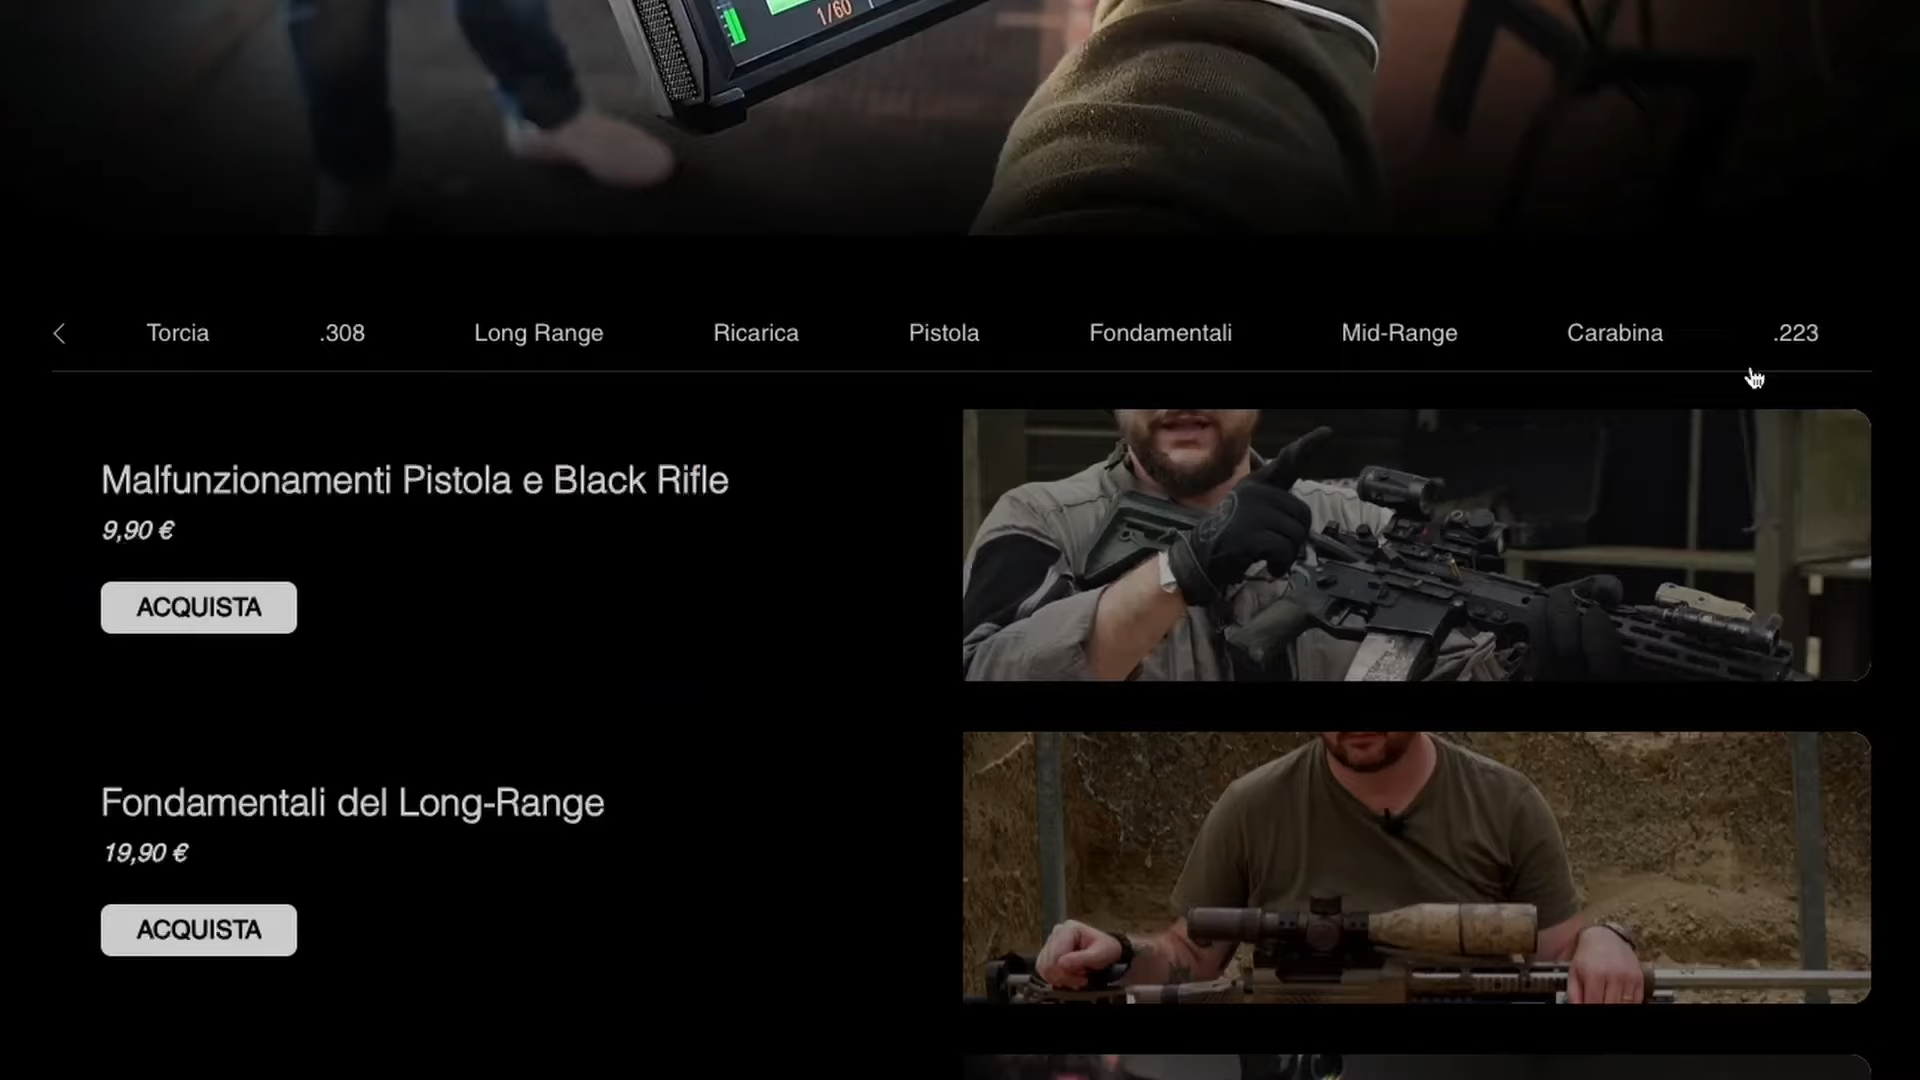 1/60
Torcia .308 Long Range Ricarica Pistola Fondamentali Mid-Range Carabina .223
Malfunzionamenti Pistola e Black Rifle
9,90 €
ACQUISTA
Fondamentali del Long-Range
19,90 €
ACQUISTA